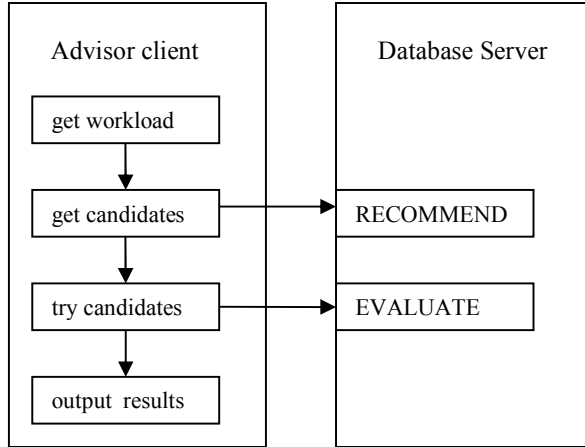 Advisor client
Database Server
get workload
get candidates
RECOMMEND
try candidates
EVALUATE
output results